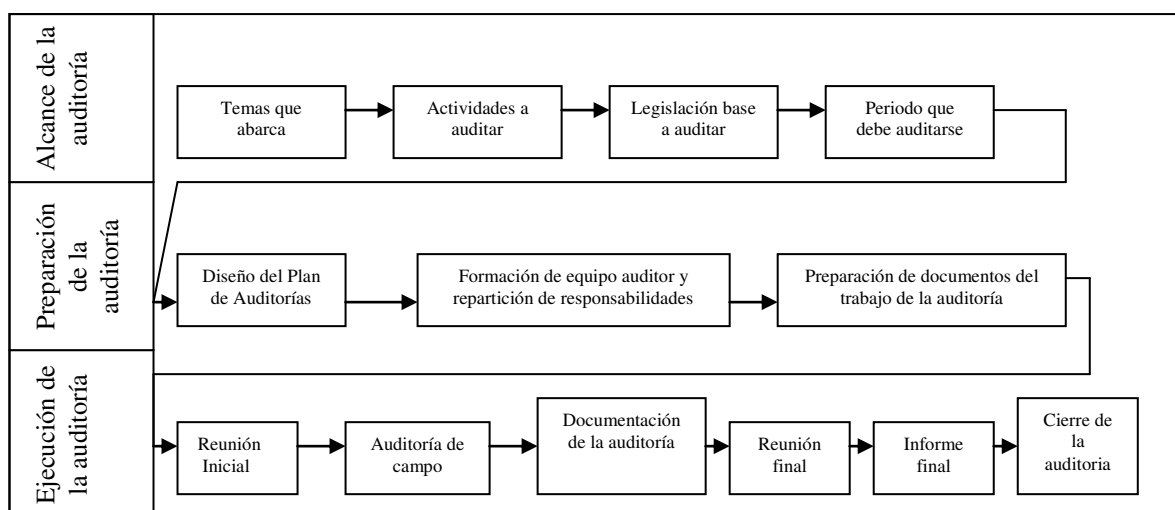 Alcance de la
auditoría
Temas que
abarca
Actividades a
auditar
Legislación base
a auditar
Periodo que
debe auditarse
Preparación
de la
auditoría
Diseño del Plan
de Auditorías
Formación de equipo auditor y
repartición de responsabilidades
Preparación de documentos del
trabajo de la auditoría
Ejecución de
la auditoría
Reunión
Inicial
Auditoría de
campo
Documentación
de la auditoría
Reunión
final
Informe
final
Cierre de
la
auditoria